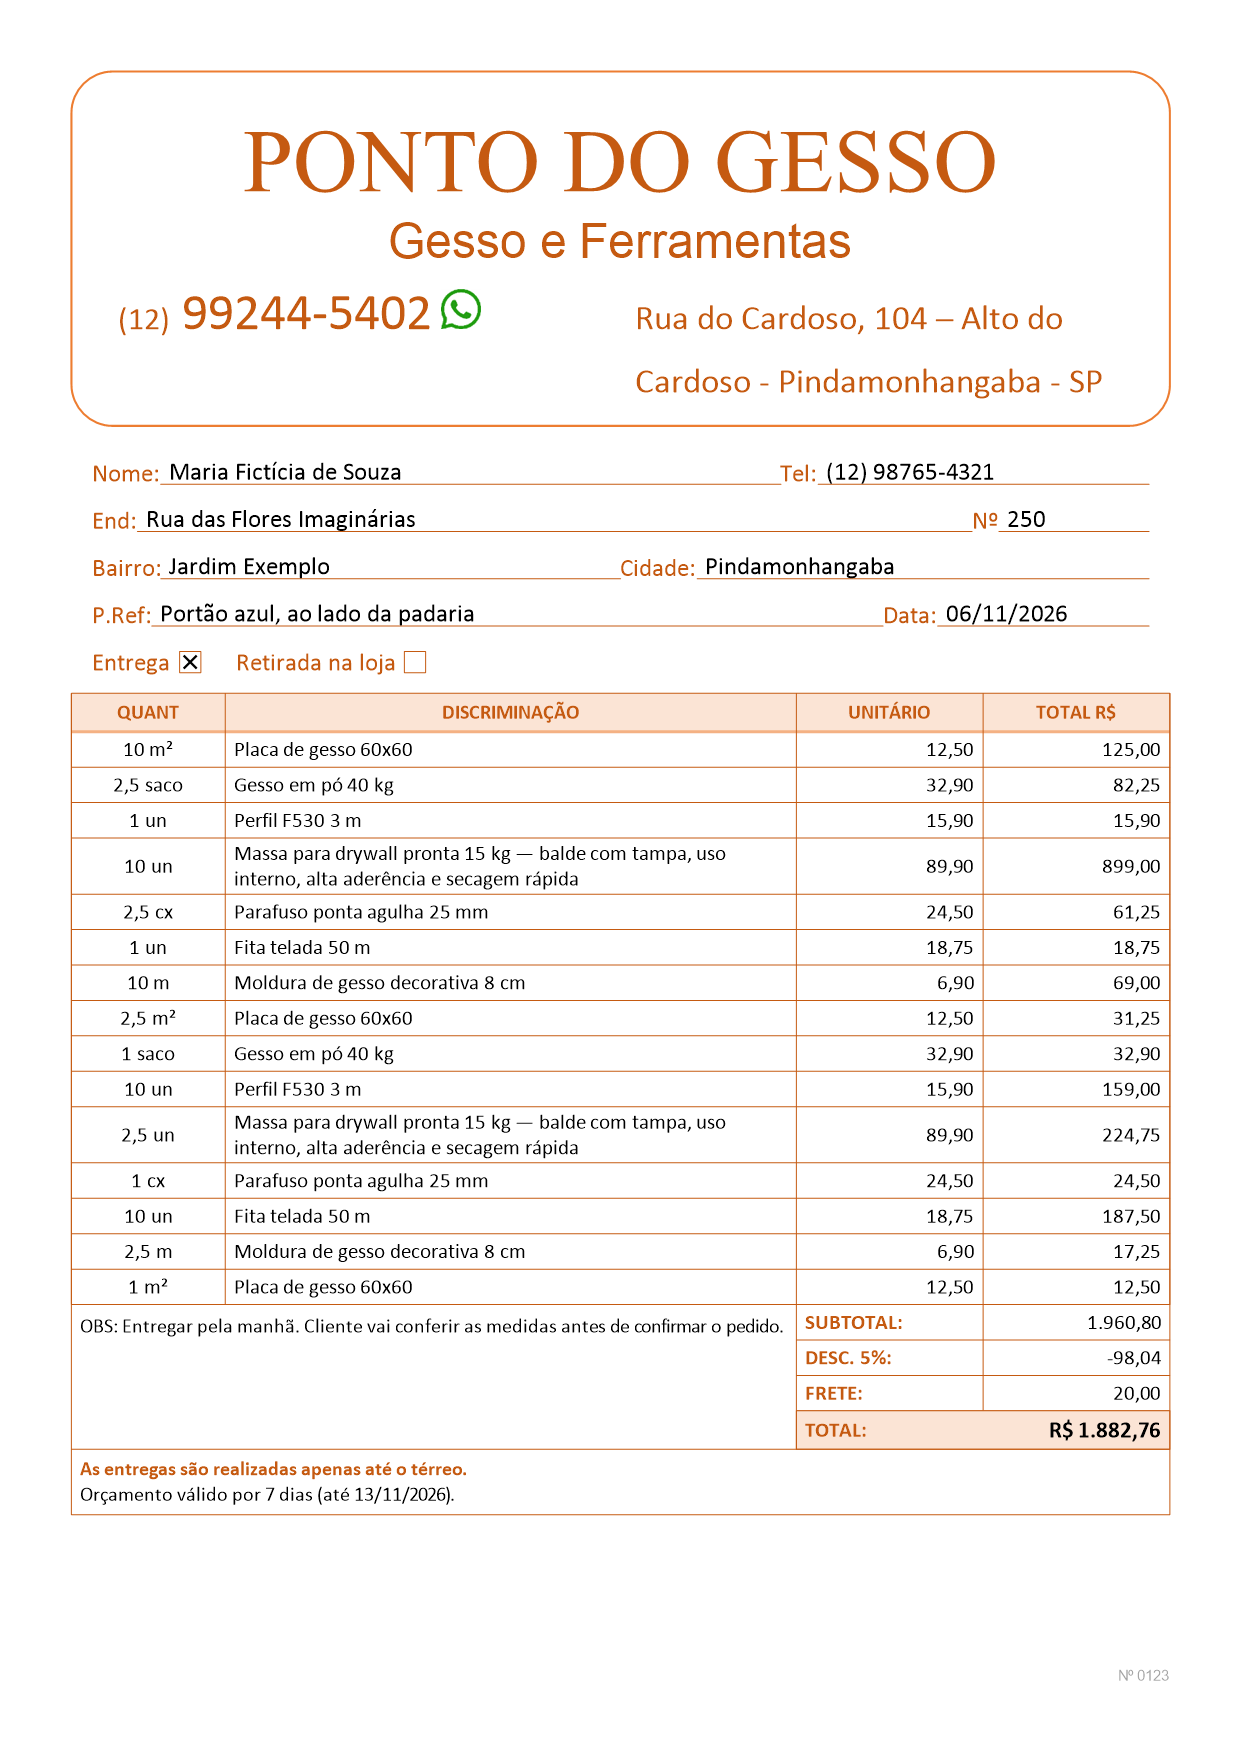 PONTO DO GESSO
Gesso e Ferramentas
(12) 99244-5402
Rua do Cardoso, 104 – Alto do
Cardoso - Pindamonhangaba - SP
Nome: Maria Fictícia de Souza Tel: (12) 98765-4321
End: Rua das Flores Imaginárias Nº 250
Bairro: Jardim Exemplo Cidade: Pindamonhangaba
P.Ref: Portão azul, ao lado da padaria Data: 06/11/2026
Entrega ☒ Retirada na loja ☐
QUANT DISCRIMINAÇÃO UNITÁRIO TOTAL R$
10 m² Placa de gesso 60x60 12,50 125,00
2,5 saco Gesso em pó 40 kg 32,90 82,25
1 un Perfil F530 3 m 15,90 15,90
10 un Massa para drywall pronta 15 kg — balde com tampa, uso
interno, alta aderência e secagem rápida 89,90 899,00
2,5 cx Parafuso ponta agulha 25 mm 24,50 61,25
1 un Fita telada 50 m 18,75 18,75
10 m Moldura de gesso decorativa 8 cm 6,90 69,00
2,5 m² Placa de gesso 60x60 12,50 31,25
1 saco Gesso em pó 40 kg 32,90 32,90
10 un Perfil F530 3 m 15,90 159,00
2,5 un Massa para drywall pronta 15 kg — balde com tampa, uso
interno, alta aderência e secagem rápida 89,90 224,75
1 cx Parafuso ponta agulha 25 mm 24,50 24,50
10 un Fita telada 50 m 18,75 187,50
2,5 m Moldura de gesso decorativa 8 cm 6,90 17,25
1 m² Placa de gesso 60x60 12,50 12,50
OBS: Entregar pela manhã. Cliente vai conferir as medidas antes de confirmar o pedido.
SUBTOTAL: 1.960,80
DESC. 5%: -98,04
FRETE: 20,00
TOTAL: R$ 1.882,76
As entregas são realizadas apenas até o térreo.
Orçamento válido por 7 dias (até 13/11/2026).
Nº 0123